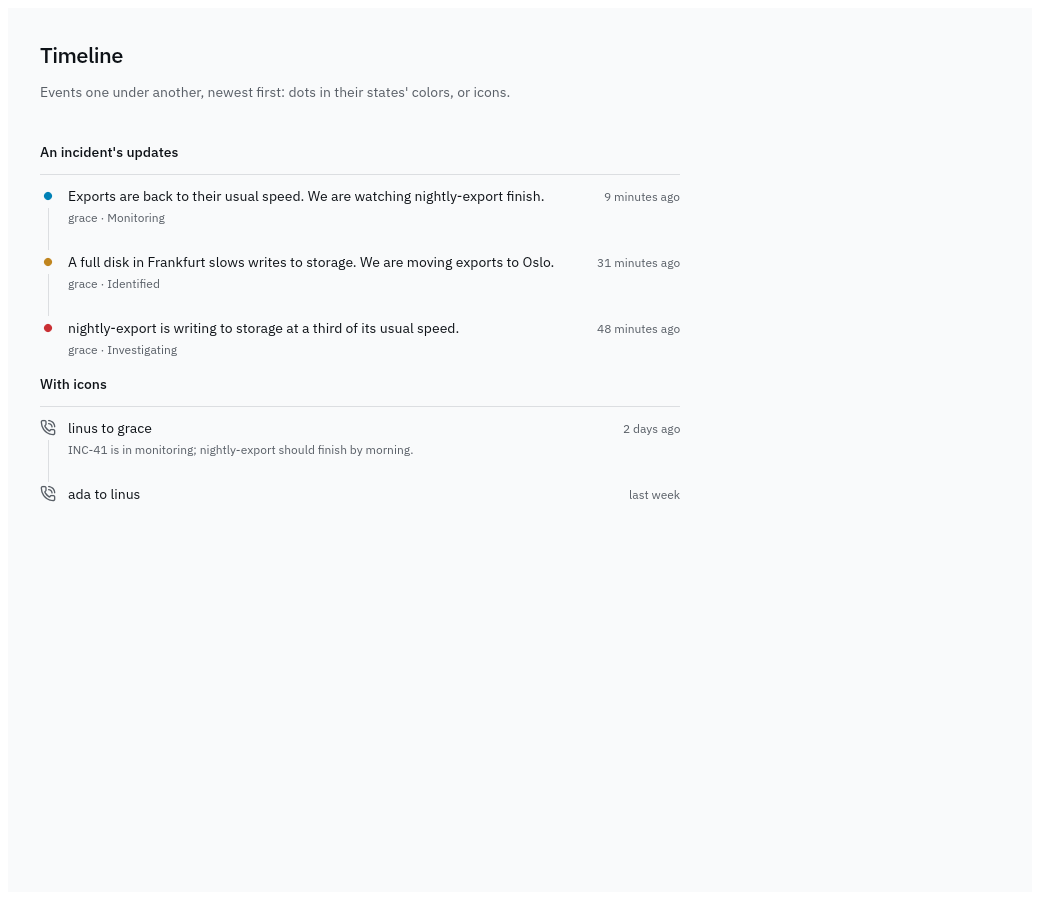 Timeline
Events one under another, newest first: dots in their states' colors, or icons.
An incident's updates
Exports are back to their usual speed. We are watching nightly-export finish. 9 minutes ago
grace · Monitoring
A full disk in Frankfurt slows writes to storage. We are moving exports to Oslo. 31 minutes ago
grace · Identified
nightly-export is writing to storage at a third of its usual speed. 48 minutes ago
grace · Investigating
With icons
linus to grace 2 days ago
INC-41 is in monitoring; nightly-export should finish by morning.
ada to linus last week